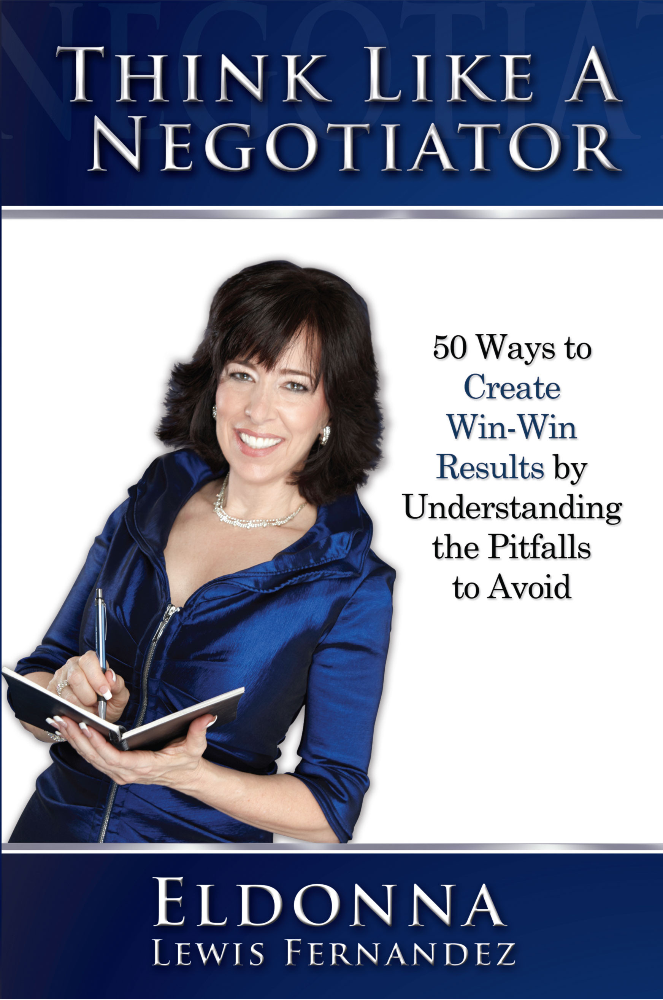 NEGOTIAT
THINK LIKE A
NEGOTIATOR
50 Ways to
Create
Win-Win
Results by
Understanding
the Pitfalls
to Avoid
ELDONNA
LEWIS FERNANDEZ